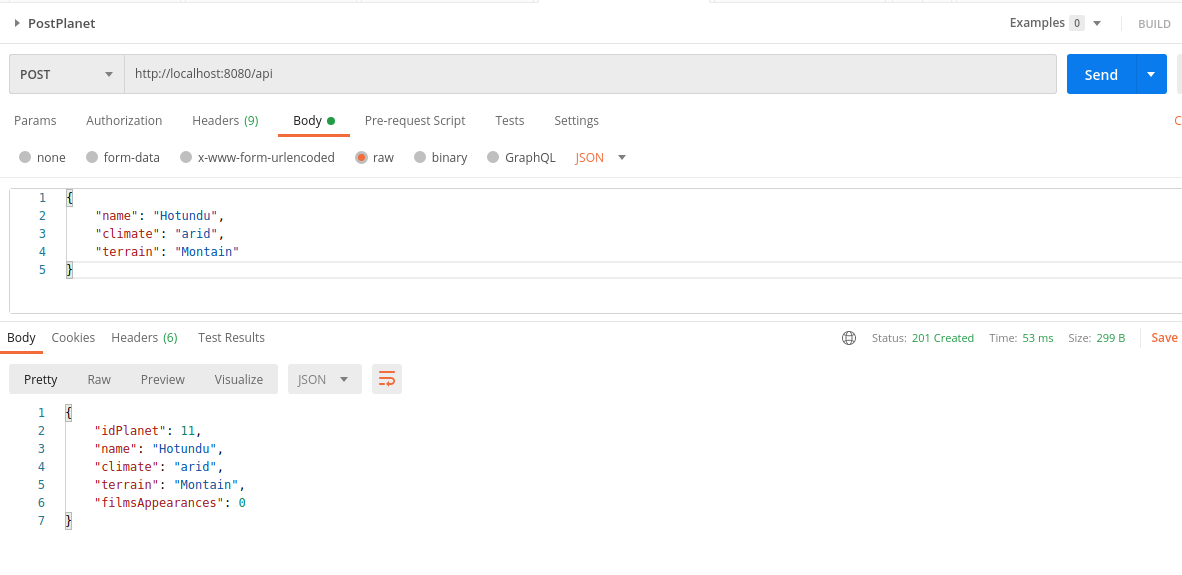 PostPlanet Examples 0 BUILD
POST http://localhost:8080/api Send
Params Authorization Headers (9) Body Pre-request Script Tests Settings C
none form-data x-www-form-urlencoded raw binary GraphQL JSON
1 {
2 "name": "Hotundu",
3 "climate": "arid",
4 "terrain": "Montain"
5 }
Body Cookies Headers (6) Test Results Status: 201 Created Time: 53 ms Size: 299 B Save
Pretty Raw Preview Visualize JSON
1 {
2 "idPlanet": 11,
3 "name": "Hotundu",
4 "climate": "arid",
5 "terrain": "Montain",
6 "filmsAppearances": 0
7 }